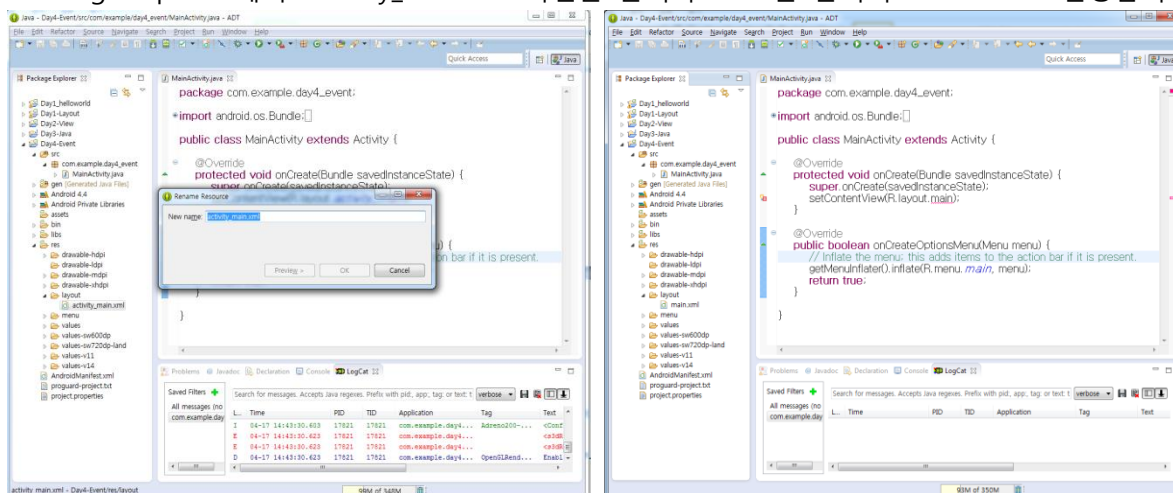 Java - Day4-Event/src/com/example/day4_event/MainActivity.java - ADT
File Edit Refactor Source Navigate Search Project Run Window Help
Quick Access
Java
Package Explorer
Day1_helloworld
Day1-Layout
Day2-View
Day3-Java
Day4-Event
src
com.example.day4_event
MainActivity.java
gen [Generated Java Files]
Android 4.4
Android Private Libraries
assets
bin
libs
res
drawable-hdpi
drawable-ldpi
drawable-mdpi
drawable-xhdpi
layout
activity_main.xml
menu
values
values-sw600dp
values-sw720dp-land
values-v11
values-v14
AndroidManifest.xml
proguard-project.txt
project.properties
MainActivity.java
package com.example.day4_event;
import android.os.Bundle;
public class MainActivity extends Activity {
@Override
protected void onCreate(Bundle savedInstanceState) {
super.onCreate(savedInstanceState);
Rename Resource
New name: activity_main.xml
Preview > OK Cancel
u) {
on bar if it is present.
}
}
Problems Javadoc Declaration Console LogCat
Saved Filters
Search for messages. Accepts Java regexes. Prefix with pid:, app:, tag: or text: t verbose
All messages (no
com.example.day
L... Time PID TID Application Tag Text
I 04-17 14:43:30.623 17821 17821 com.example.day4... Adreno200-... <Conf
E 04-17 14:43:30.633 17821 17821 com.example.day4... <s3dR
E 04-17 14:43:30.633 17821 17821 com.example.day4... <s3dR
D 04-17 14:43:30.633 17821 17821 com.example.day4... OpenGLRend... Enabl
activity_main.xml - Day4-Event/res/layout
98M of 348M
Java - Day4-Event/src/com/example/day4_event/MainActivity.java - ADT
File Edit Refactor Source Navigate Search Project Run Window Help
Quick Access
Java
Package Explorer
Day1_helloworld
Day1-Layout
Day2-View
Day3-Java
Day4-Event
src
com.example.day4_event
MainActivity.java
gen [Generated Java Files]
Android 4.4
Android Private Libraries
assets
bin
libs
res
drawable-hdpi
drawable-ldpi
drawable-mdpi
drawable-xhdpi
layout
main.xml
menu
values
values-sw600dp
values-sw720dp-land
values-v11
values-v14
AndroidManifest.xml
proguard-project.txt
project.properties
MainActivity.java
package com.example.day4_event;
import android.os.Bundle;
public class MainActivity extends Activity {
@Override
protected void onCreate(Bundle savedInstanceState) {
super.onCreate(savedInstanceState);
setContentView(R.layout.main);
}
@Override
public boolean onCreateOptionsMenu(Menu menu) {
// Inflate the menu; this adds items to the action bar if it is present.
getMenuInflater().inflate(R.menu.main, menu);
return true;
}
}
Problems Javadoc Declaration Console LogCat
Saved Filters
Search for messages. Accepts Java regexes. Prefix with pid:, app:, tag: or text: t verbose
All messages (no
com.example.day
L... Time PID TID Application Tag Text
93M of 350M